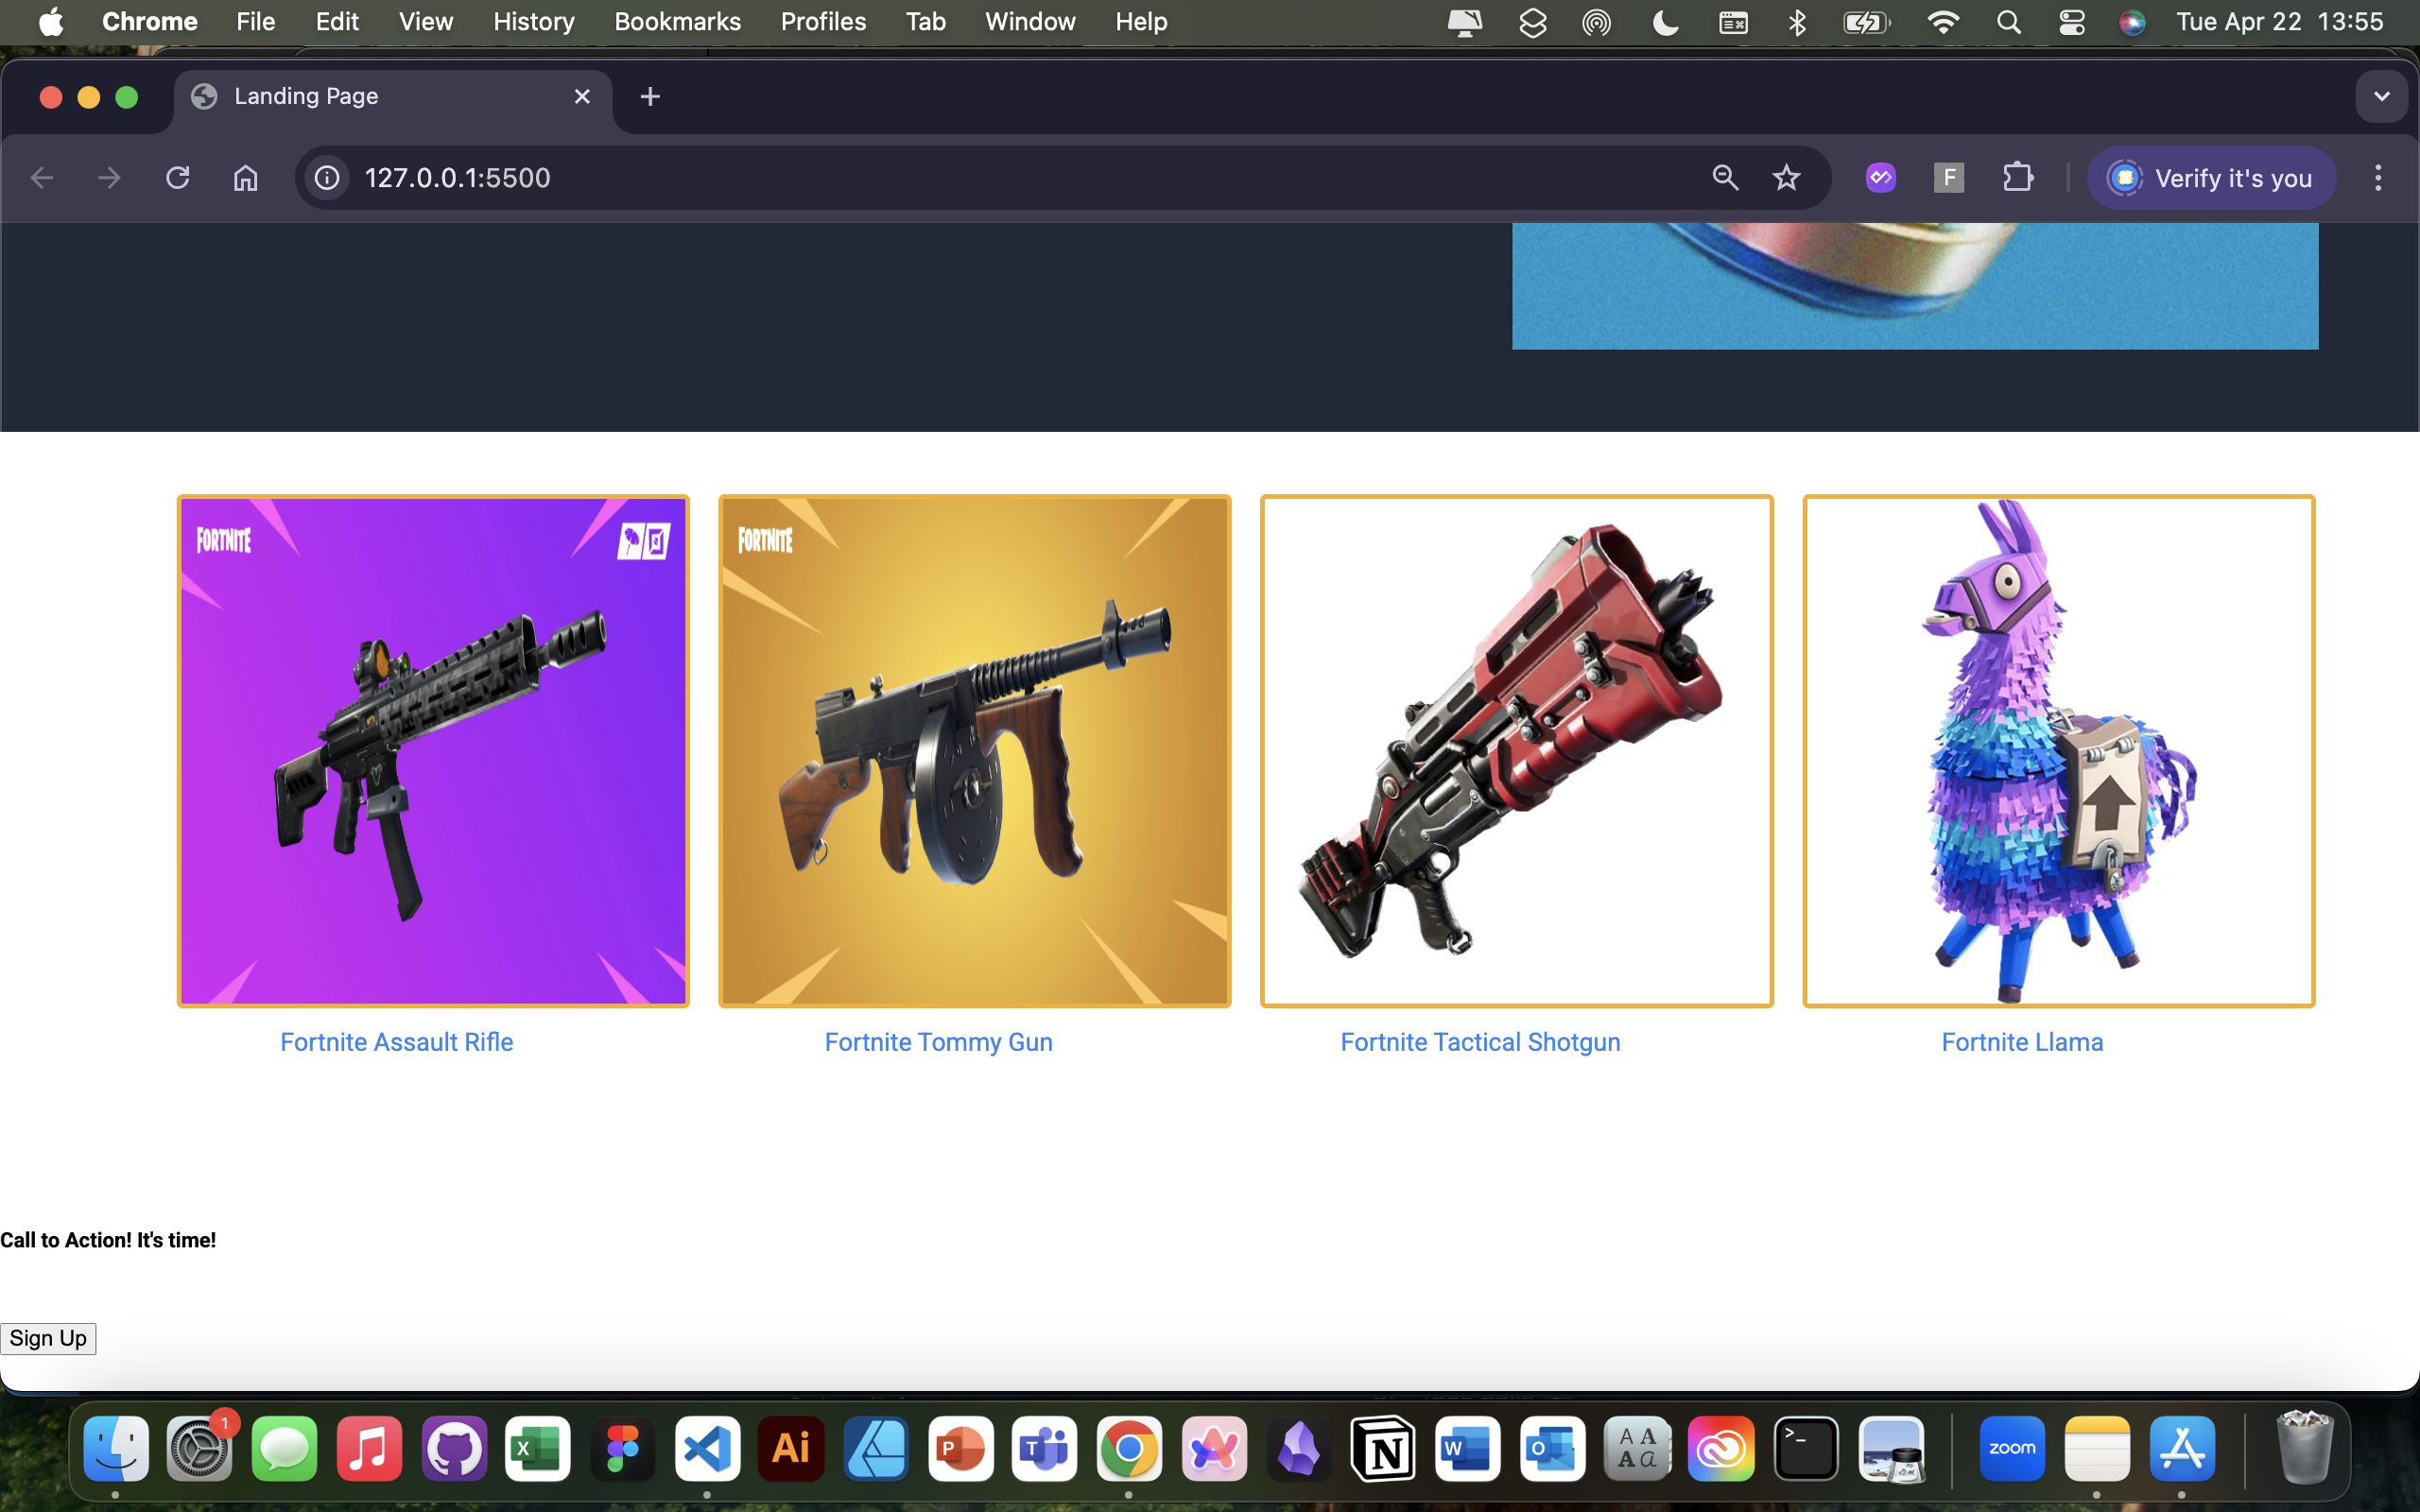 Chrome File Edit View History Bookmarks Profiles Tab Window Help Tue Apr 22 13:55
Landing Page
127.0.0.1:5500 F Verify it's you
FORTNITE
FORTNITE
Fortnite Assault Rifle
Fortnite Tommy Gun
Fortnite Tactical Shotgun
Fortnite Llama
Call to Action! It's time!
Sign Up
1
X Ai P T N W O A A A a >_ zoom